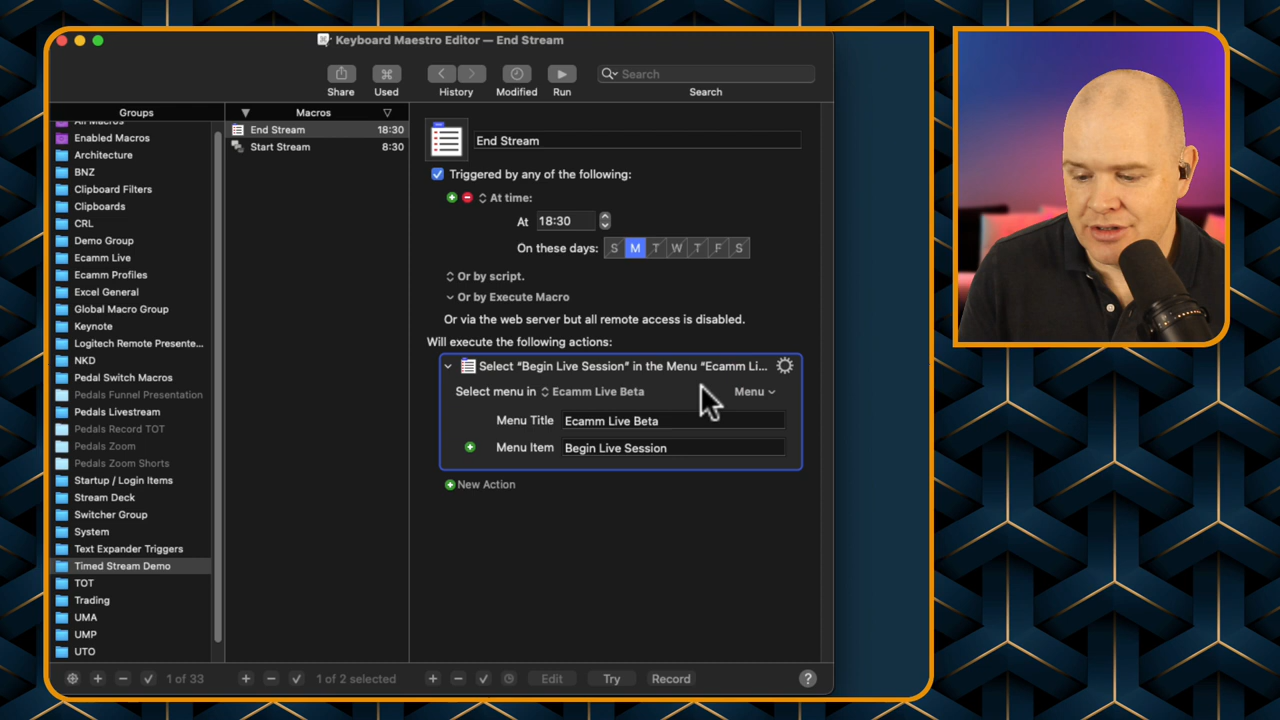 Keyboard Maestro Editor — End Stream
Share
Used
History
Modified
Run
Search
Search
Groups
Macros
All Macros
Enabled Macros
Architecture
BNZ
Clipboard Filters
Clipboards
CRL
Demo Group
Ecamm Live
Ecamm Profiles
Excel General
Global Macro Group
Keynote
Logitech Remote Presente...
NKD
Pedal Switch Macros
Pedals Funnel Presentation
Pedals Livestream
Pedals Record TOT
Pedals Zoom
Pedals Zoom Shorts
Startup / Login Items
Stream Deck
Switcher Group
System
Text Expander Triggers
Timed Stream Demo
TOT
Trading
UMA
UMP
UTO
End Stream 18:30
Start Stream 8:30
End Stream
Triggered by any of the following:
At time:
At 18:30
On these days: S M T W T F S
Or by script.
Or by Execute Macro
Or via the web server but all remote access is disabled.
Will execute the following actions:
Select “Begin Live Session” in the Menu “Ecamm Li...
Select menu in Ecamm Live Beta Menu
Menu Title Ecamm Live Beta
Menu Item Begin Live Session
New Action
1 of 33
1 of 2 selected
Edit
Try
Record
?